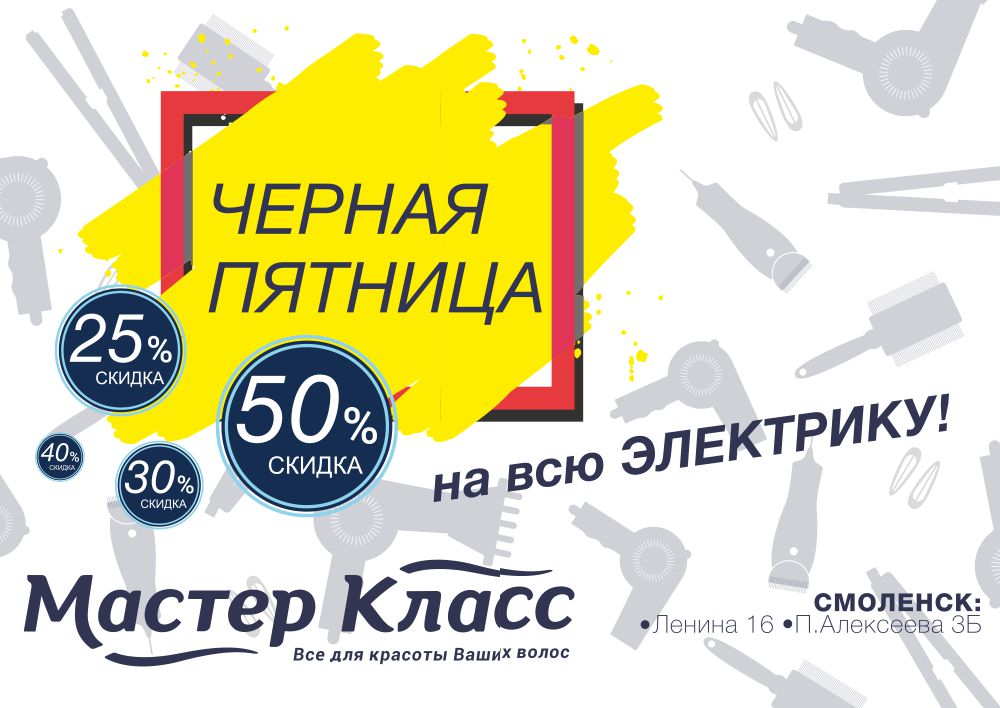 ЧЕРНАЯ
ПЯТНИЦА
25%
СКИДКА
50%
СКИДКА
40%
СКИДКА
30%
СКИДКА
на всю ЭЛЕКТРИКУ!
Мастер Класс
Все для красоты Ваших волос
СМОЛЕНСК:
•Ленина 16 •П.Алексеева 3Б